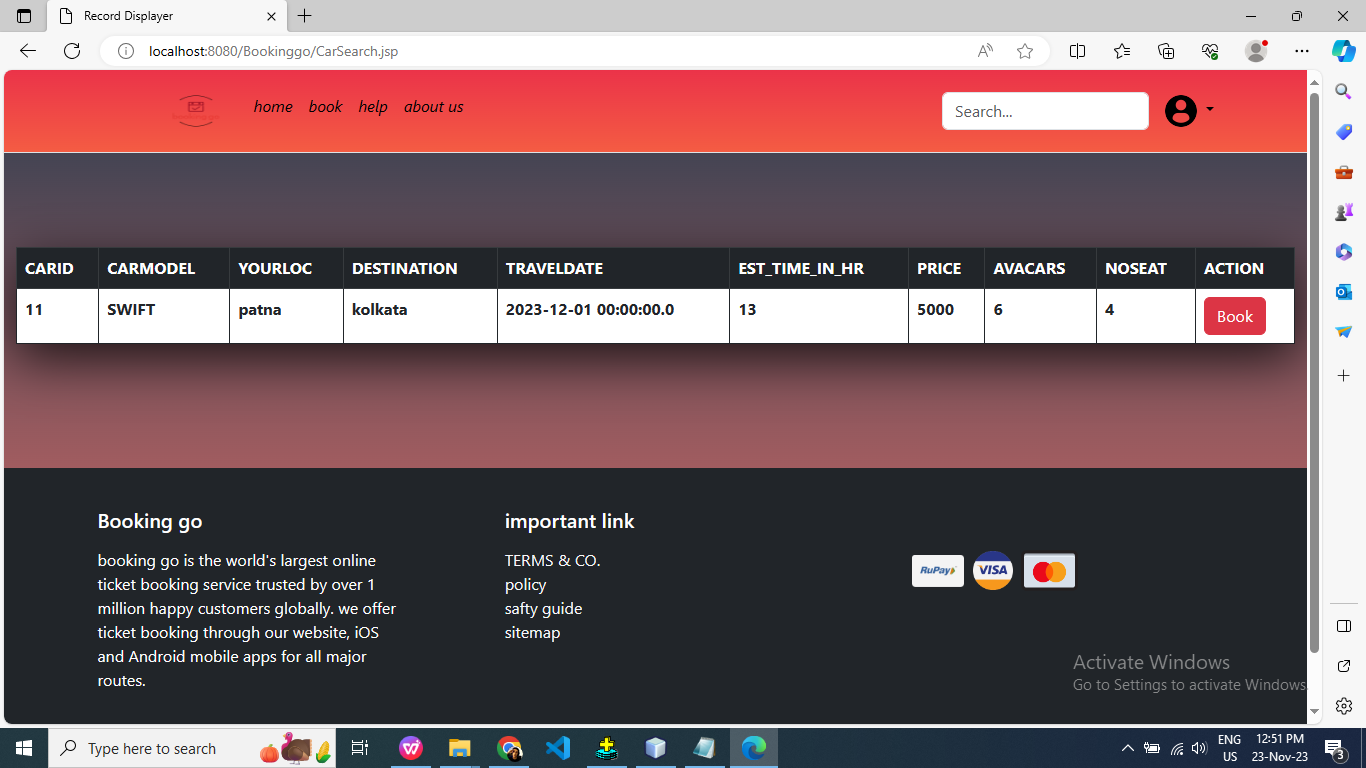 Record Displayer
localhost:8080/Bookinggo/CarSearch.jsp
home book help about us
Search...
CARID CARMODEL YOURLOC DESTINATION TRAVELDATE EST_TIME_IN_HR PRICE AVACARS NOSEAT ACTION
11 SWIFT patna kolkata 2023-12-01 00:00:00.0 13 5000 6 4 Book
Booking go
booking go is the world's largest online
ticket booking service trusted by over 1
million happy customers globally. we offer
ticket booking through our website, iOS
and Android mobile apps for all major
routes.
important link
TERMS & CO.
policy
safty guide
sitemap
RuPay VISA
Activate Windows
Go to Settings to activate Windows.
Type here to search
ENG
US
12:51 PM
23-Nov-23
3